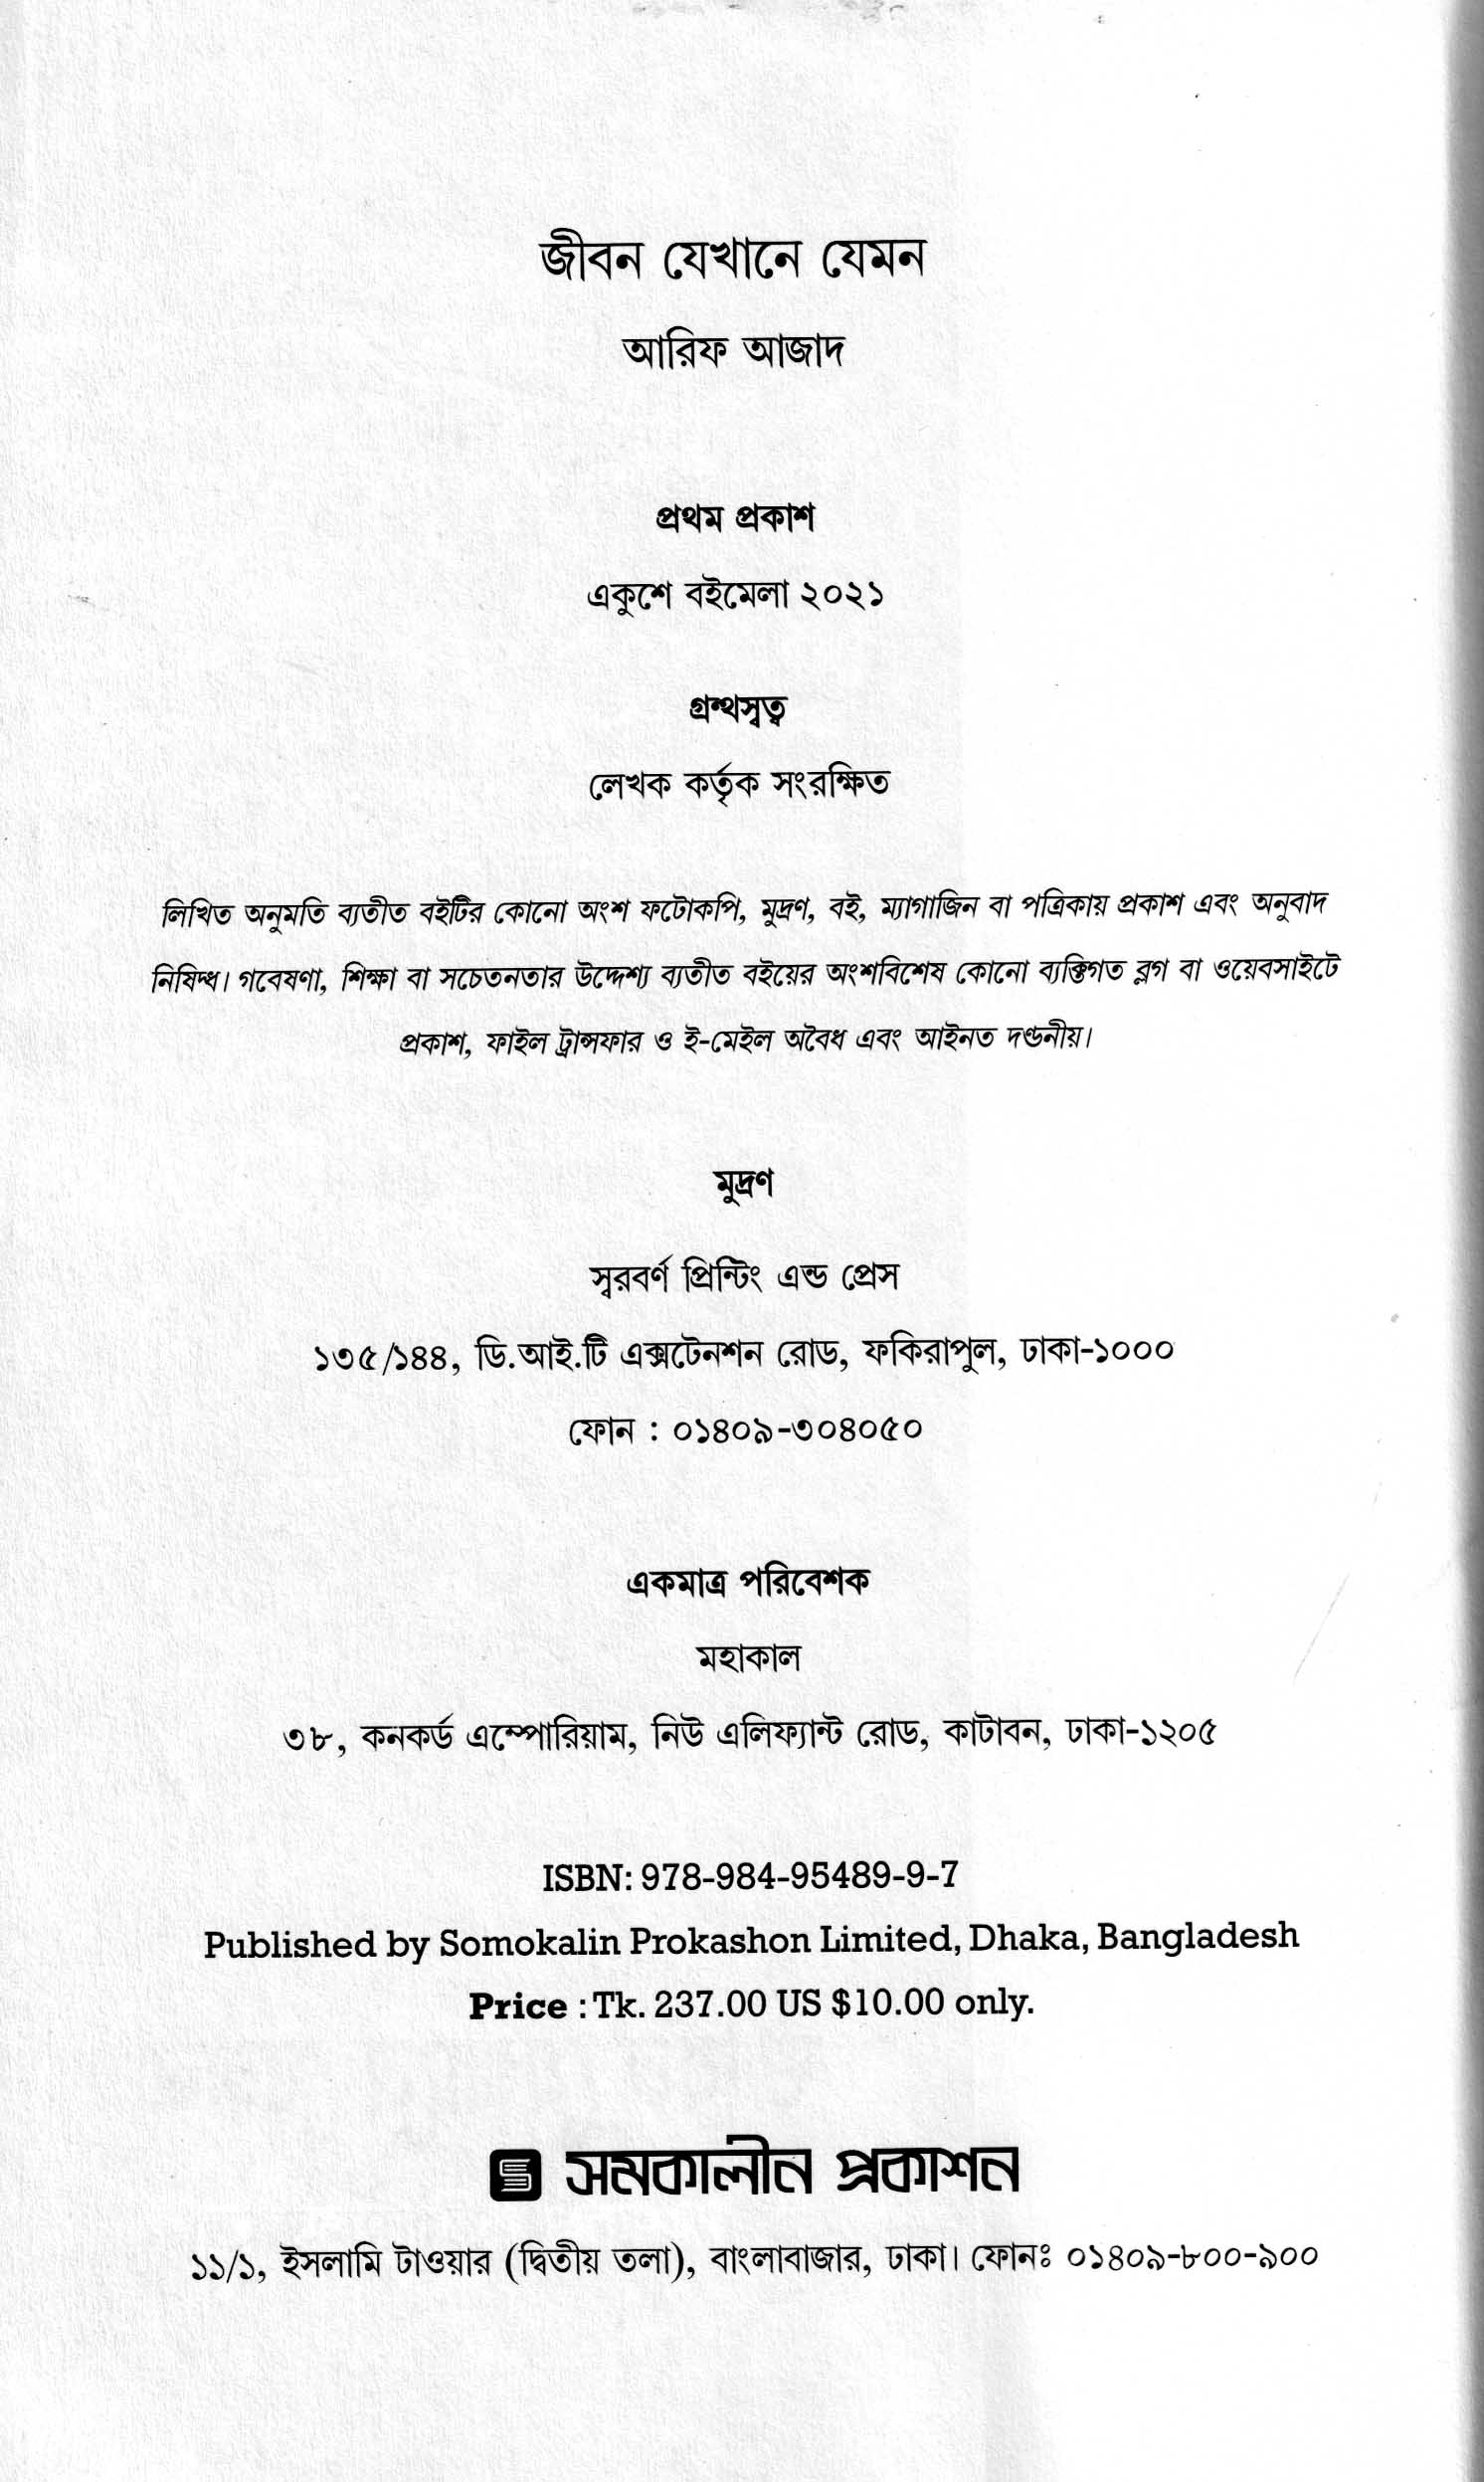 জীবন যেখানে যেমন
আরিফ আজাদ
প্রথম প্রকাশ
একুশে বইমেলা ২০২১
গ্রন্থস্বত্ব
লেখক কর্তৃক সংরক্ষিত
লিখিত অনুমতি ব্যতীত বইটির কোনো অংশ ফটোকপি, মুদ্রণ, বই, ম্যাগাজিন বা পত্রিকায় প্রকাশ এবং অনুবাদ
নিষিদ্ধ। গবেষণা, শিক্ষা বা সচেতনতার উদ্দেশ্য ব্যতীত বইয়ের অংশবিশেষ কোনো ব্যক্তিগত ব্লগ বা ওয়েবসাইটে
প্রকাশ, ফাইল ট্রান্সফার ও ই-মেইল অবৈধ এবং আইনত দণ্ডনীয়।
মুদ্রণ
স্বরবর্ণ প্রিন্টিং এন্ড প্রেস
১৩৫/১৪৪, ডি.আই.টি এক্সটেনশন রোড, ফকিরাপুল, ঢাকা-১০০০
ফোন : ০১৪০৯-৩০৪০৫০
একমাত্র পরিবেশক
মহাকাল
৩৮, কনকর্ড এম্পোরিয়াম, নিউ এলিফ্যান্ট রোড, কাটাবন, ঢাকা-১২০৫
ISBN: 978-984-95489-9-7
Published by Somokalin Prokashon Limited, Dhaka, Bangladesh
Price : Tk. 237.00 US $10.00 only.
সমকালীন প্রকাশন
১১/১, ইসলামি টাওয়ার (দ্বিতীয় তলা), বাংলাবাজার, ঢাকা। ফোনঃ ০১৪০৯-৮০০-৯০০